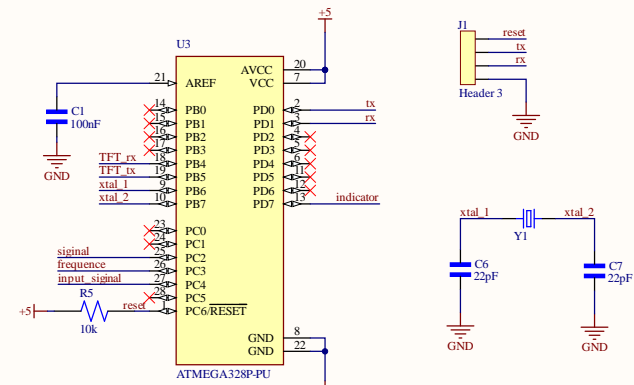 +5
U3
21 AREF
C1
100nF
GND
14 PB0
15 PB1
16 PB2
17 PB3
TFT_rx 18 PB4
TFT_tx 19 PB5
xtal_1 9 PB6
xtal_2 10 PB7
23 PC0
24 PC1
siginal 25 PC2
frequence 26 PC3
input_siginal 27 PC4
28 PC5
+5 R5 10k reset 1 PC6/RESET
AVCC 20
VCC 7
PD0 2 tx
PD1 3 rx
PD2 4
PD3 5
PD4 6
PD5 11
PD6 12
PD7 13 indicator
GND 8
GND 22
ATMEGA328P-PU
J1
reset
tx
rx
Header 3
GND
xtal_1 xtal_2
Y1
C6
22pF
GND
C7
22pF
GND